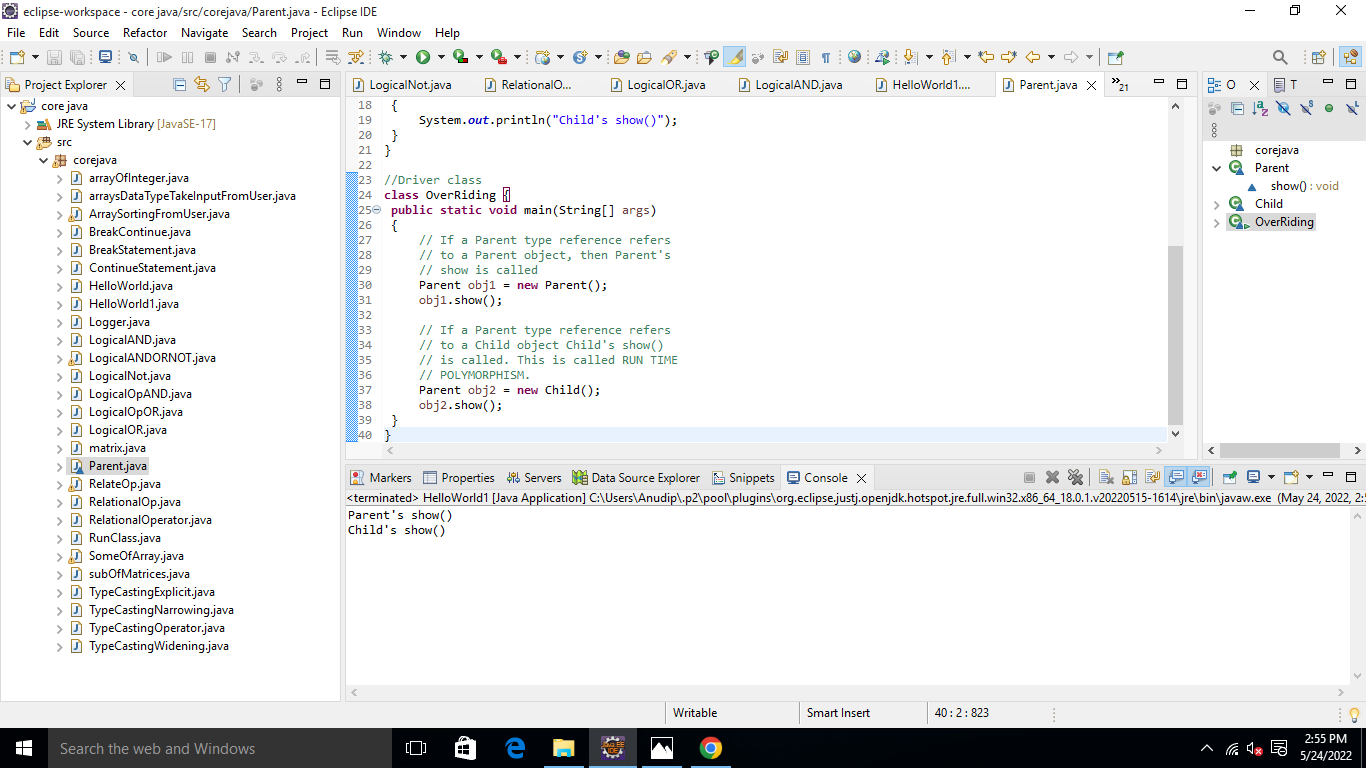 eclipse-workspace - core java/src/corejava/Parent.java - Eclipse IDE
File Edit Source Refactor Navigate Search Project Run Window Help
Project Explorer
core java
JRE System Library [JavaSE-17]
src
corejava
arrayOfInteger.java
arraysDataTypeTakeInputFromUser.java
ArraySortingFromUser.java
BreakContinue.java
BreakStatement.java
ContinueStatement.java
HelloWorld.java
HelloWorld1.java
Logger.java
LogicalAND.java
LogicalANDORNOT.java
LogicalNot.java
LogicalOpAND.java
LogicalOpOR.java
LogicalOR.java
matrix.java
Parent.java
RelateOp.java
RelationalOp.java
RelationalOperator.java
RunClass.java
SomeOfArray.java
subOfMatrices.java
TypeCastingExplicit.java
TypeCastingNarrowing.java
TypeCastingOperator.java
TypeCastingWidening.java
LogicalNot.java RelationalO... LogicalOR.java LogicalAND.java HelloWorld1.... Parent.java »21
18 {
19 System.out.println("Child's show()");
20 }
21 }
22
23 //Driver class
24 class OverRiding {
25 public static void main(String[] args)
26 {
27 // If a Parent type reference refers
28 // to a Parent object, then Parent's
29 // show is called
30 Parent obj1 = new Parent();
31 obj1.show();
32
33 // If a Parent type reference refers
34 // to a Child object Child's show()
35 // is called. This is called RUN TIME
36 // POLYMORPHISM.
37 Parent obj2 = new Child();
38 obj2.show();
39 }
40 }
O T
corejava
Parent
show() : void
Child
OverRiding
Markers Properties Servers Data Source Explorer Snippets Console
<terminated> HelloWorld1 [Java Application] C:\Users\Anudip\.p2\pool\plugins\org.eclipse.justj.openjdk.hotspot.jre.full.win32.x86_64_18.0.1.v20220515-1614\jre\bin\javaw.exe (May 24, 2022, 2:5
Parent's show()
Child's show()
Writable Smart Insert 40 : 2 : 823
Search the web and Windows
2:55 PM
5/24/2022